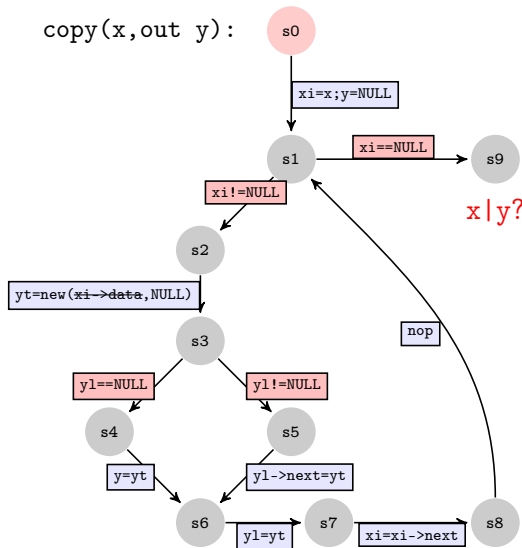 copy(x,out y):
s0
xi=x;y=NULL
s1
xi==NULL
s9
xi!=NULL
x|y?
s2
yt=new(xi->data,NULL)
s3
nop
yl==NULL
yl!=NULL
s4
s5
y=yt
yl->next=yt
s6
s7
s8
yl=yt
xi=xi->next